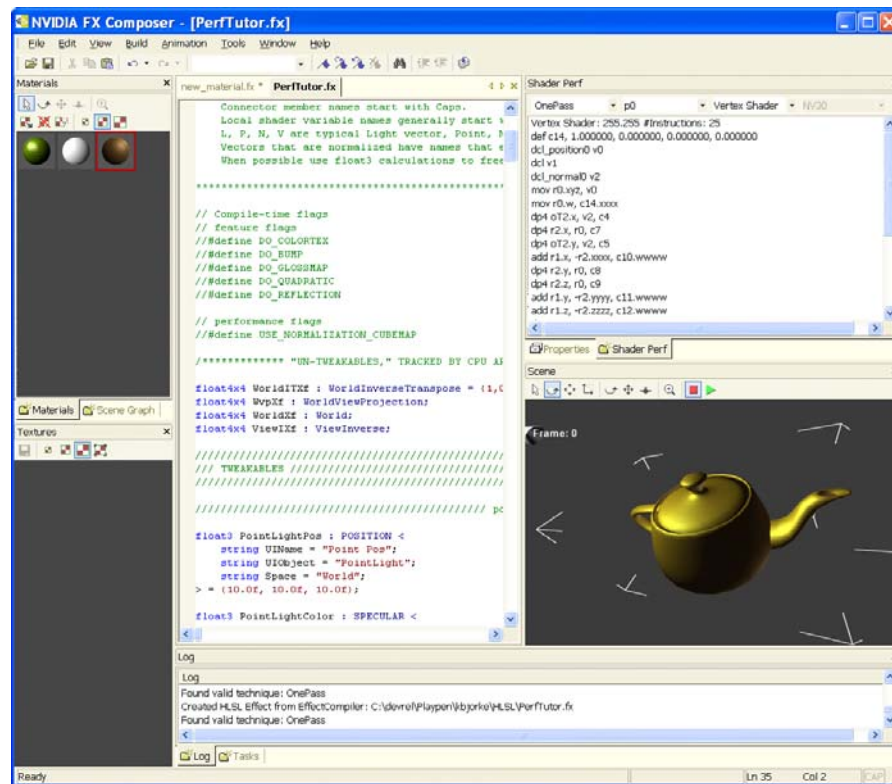 NVIDIA FX Composer - [PerfTutor.fx]
File Edit View Build Animation Tools Window Help
Materials
new_material.fx * PerfTutor.fx
Connector member names start with Caps.
Local shader variable names generally start
L, P, N, V are typical Light vector, Point,
Vectors that are normalized have names that
When possible use float3 calculations to free
// Compile-time flags
// feature flags
//#define DO_COLORTEX
//#define DO_BUMP
//#define DO_GLOSSMAP
//#define DO_QUADRATIC
//#define DO_REFLECTION
// performance flags
//#define USE_NORMALIZATION_CUBEMAP
/************* "UN-TWEAKABLES," TRACKED BY CPU
float4x4 WorldITXf : WorldInverseTranspose = {1,
float4x4 WvpXf : WorldViewProjection;
float4x4 WorldXf : World;
float4x4 ViewIXf : ViewInverse;
/// TWEAKABLES
float3 PointLightPos : POSITION <
string UIName = "Point Pos";
string UIObject = "PointLight";
string Space = "World";
> = {10.0f, 10.0f, 10.0f};
float3 PointLightColor : SPECULAR <
Materials Scene Graph
Textures
Shader Perf
OnePass p0 Vertex Shader NV30
Vertex Shader: 255.255 #Instructions: 25
def c14, 1.000000, 0.000000, 0.000000, 0.000000
dcl_position0 v0
dcl v1
dcl_normal0 v2
mov r0.xyz, v0
mov r0.w, c14.xxxx
dp4 oT2.x, v2, c4
dp4 r2.x, r0, c7
dp4 oT2.y, v2, c5
add r1.x, -r2.xxxx, c10.wwww
dp4 r2.y, r0, c8
dp4 r2.z, r0, c9
add r1.y, -r2.yyyy, c11.wwww
add r1.z, -r2.zzzz, c12.wwww
Properties Shader Perf
Scene
Frame: 0
Log
Log
Found valid technique: OnePass
Created HLSL Effect from EffectCompiler: C:\devrel\Playpen\kbjorke\HLSL\PerfTutor.fx
Found valid technique: OnePass
Log Tasks
Ready Ln 35 Col 2 CAP